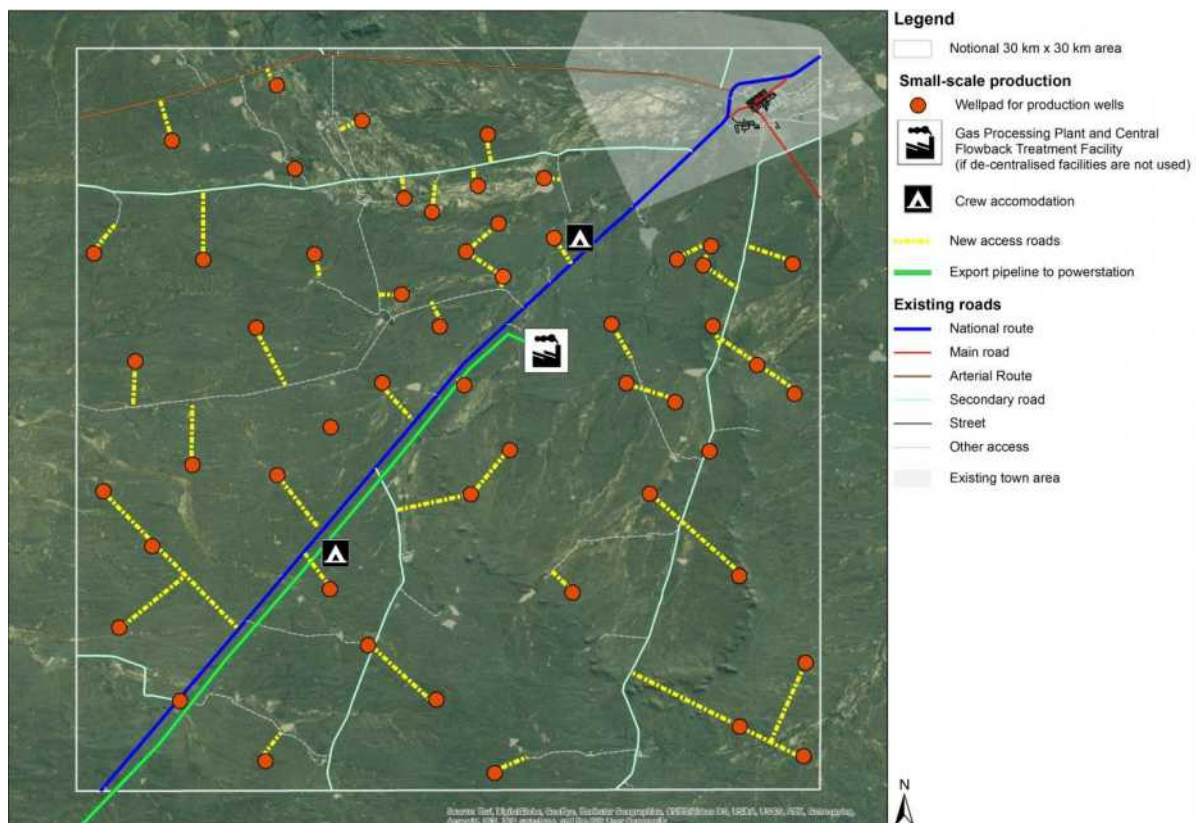 Legend
Notional 30 km x 30 km area
Small-scale production
Wellpad for production wells
Gas Processing Plant and Central
Flowback Treatment Facility
(if de-centralised facilities are not used)
Crew accomodation
New access roads
Export pipeline to powerstation
Existing roads
National route
Main road
Arterial Route
Secondary road
Street
Other access
Existing town area
N